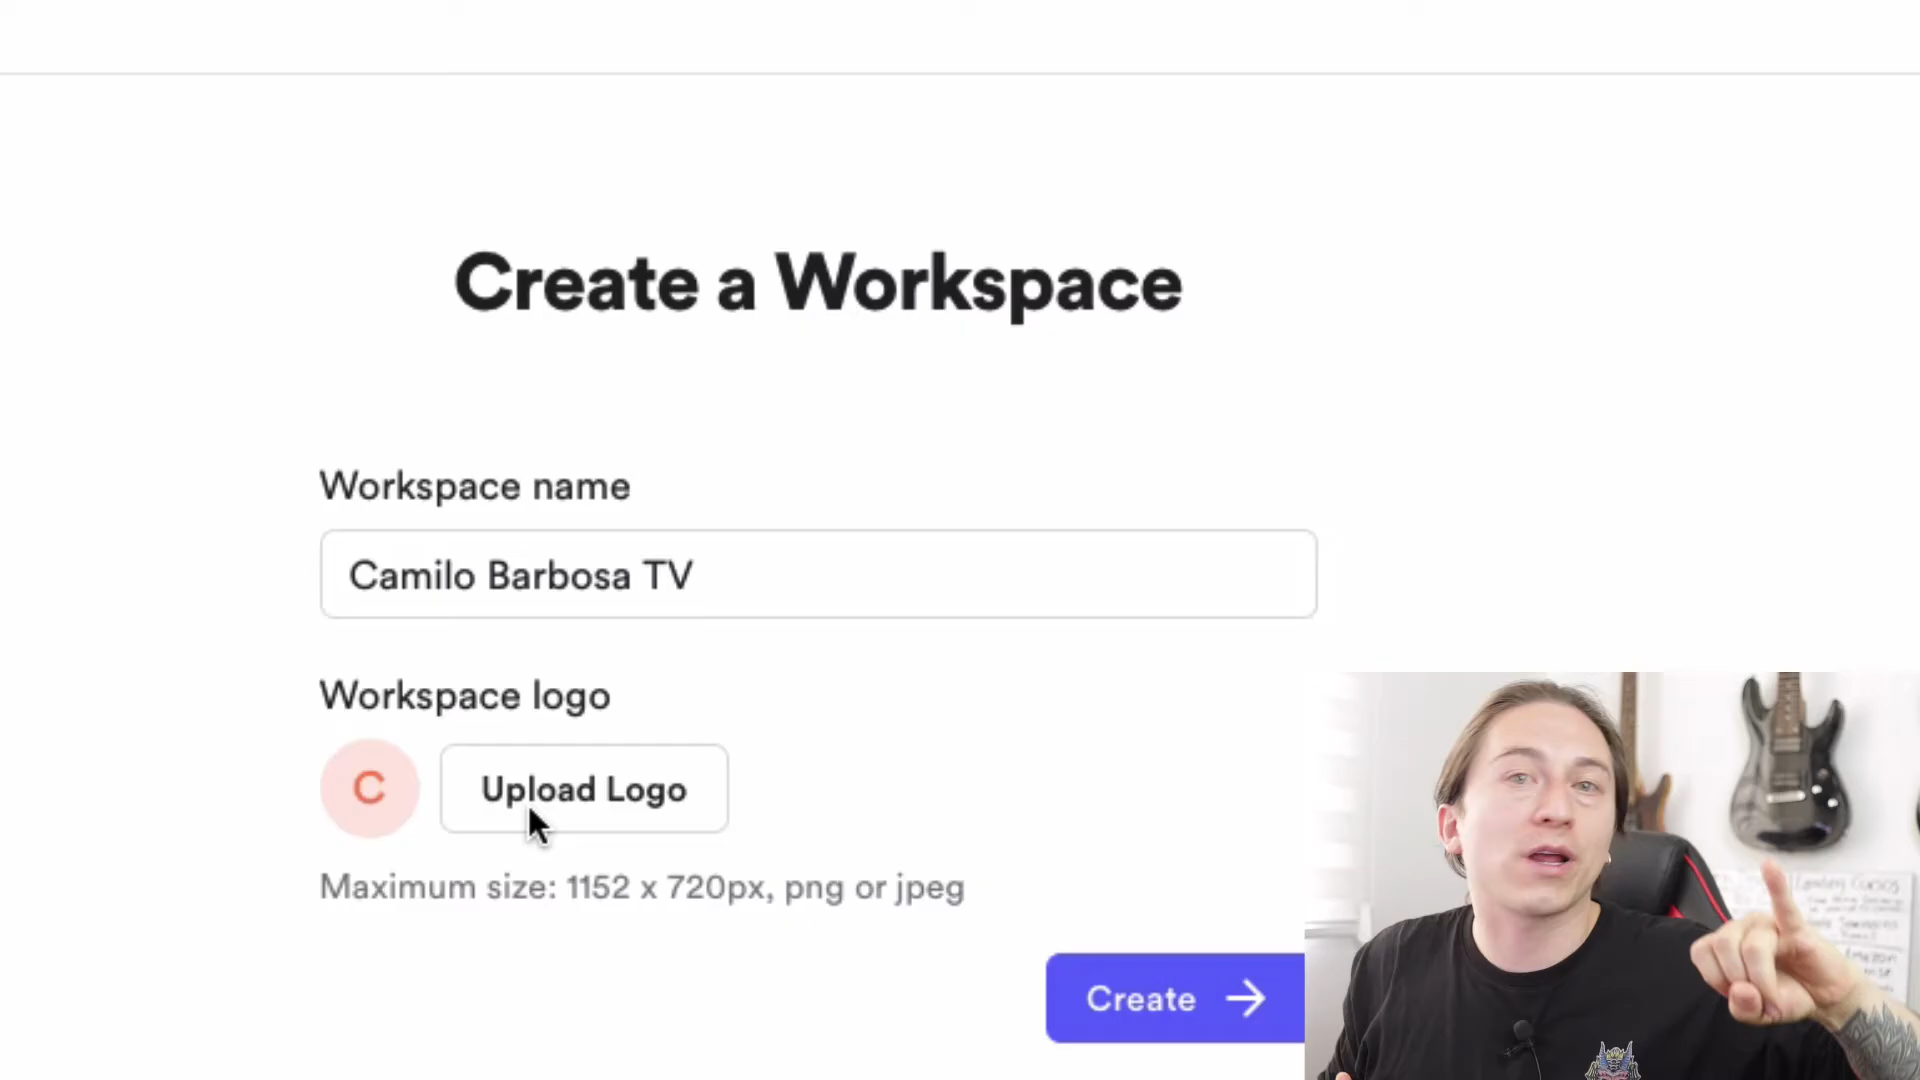 Create a Workspace
Workspace name
Camilo Barbosa TV
Workspace logo
C
Upload Logo
Maximum size: 1152 x 720px, png or jpeg
Create